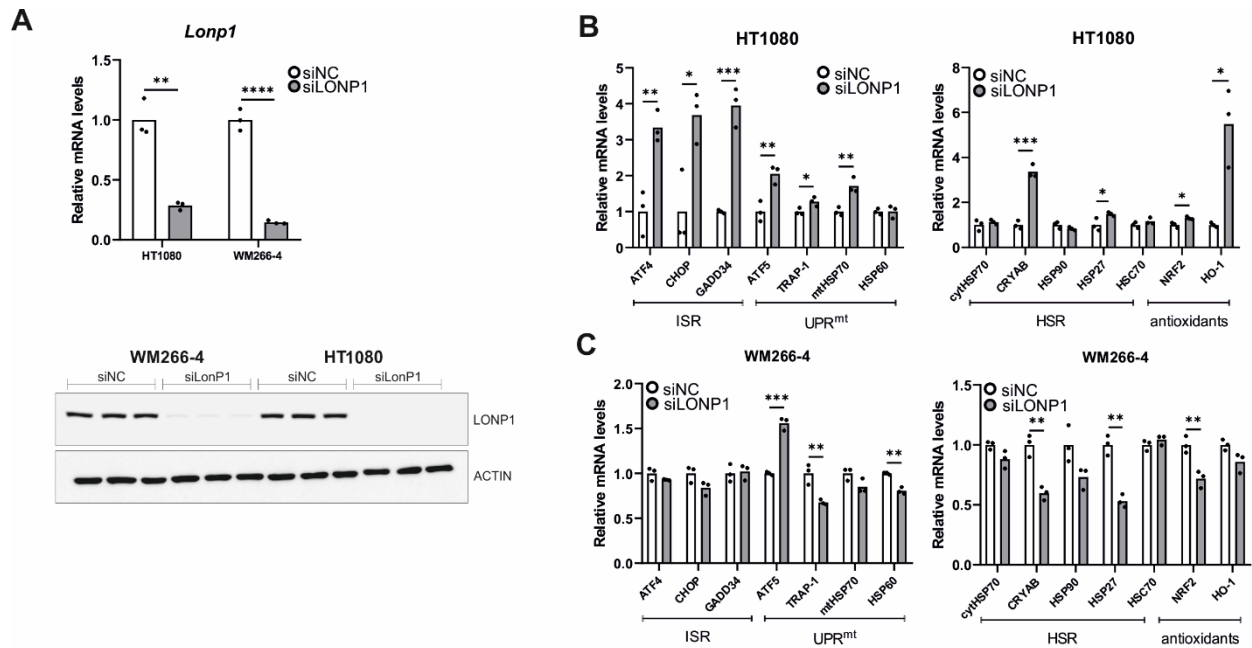 A
Lonp1
Relative mRNA levels
1.5
1.0
0.5
0.0
**
****
siNC
siLONP1
HT1080
WM266-4
WM266-4
HT1080
siNC
siLonP1
siNC
siLonP1
LONP1
ACTIN
B
HT1080
Relative mRNA levels
5
4
3
2
1
0
**
*
***
**
*
**
siNC
siLONP1
ATF4
CHOP
GADD34
ATF5
TRAP-1
mtHSP70
HSP60
ISR
UPRmt
HT1080
Relative mRNA levels
8
6
4
2
0
***
*
*
*
siNC
siLONP1
cytHSP70
CRYAB
HSP90
HSP27
HSC70
NRF2
HO-1
HSR
antioxidants
C
WM266-4
Relative mRNA levels
2.0
1.5
1.0
0.5
0.0
siNC
siLONP1
***
**
**
ATF4
CHOP
GADD34
ATF5
TRAP-1
mtHSP70
HSP60
ISR
UPRmt
WM266-4
Relative mRNA levels
1.5
1.0
0.5
0.0
siNC
siLONP1
**
**
**
cytHSP70
CRYAB
HSP90
HSP27
HSC70
NRF2
HO-1
HSR
antioxidants